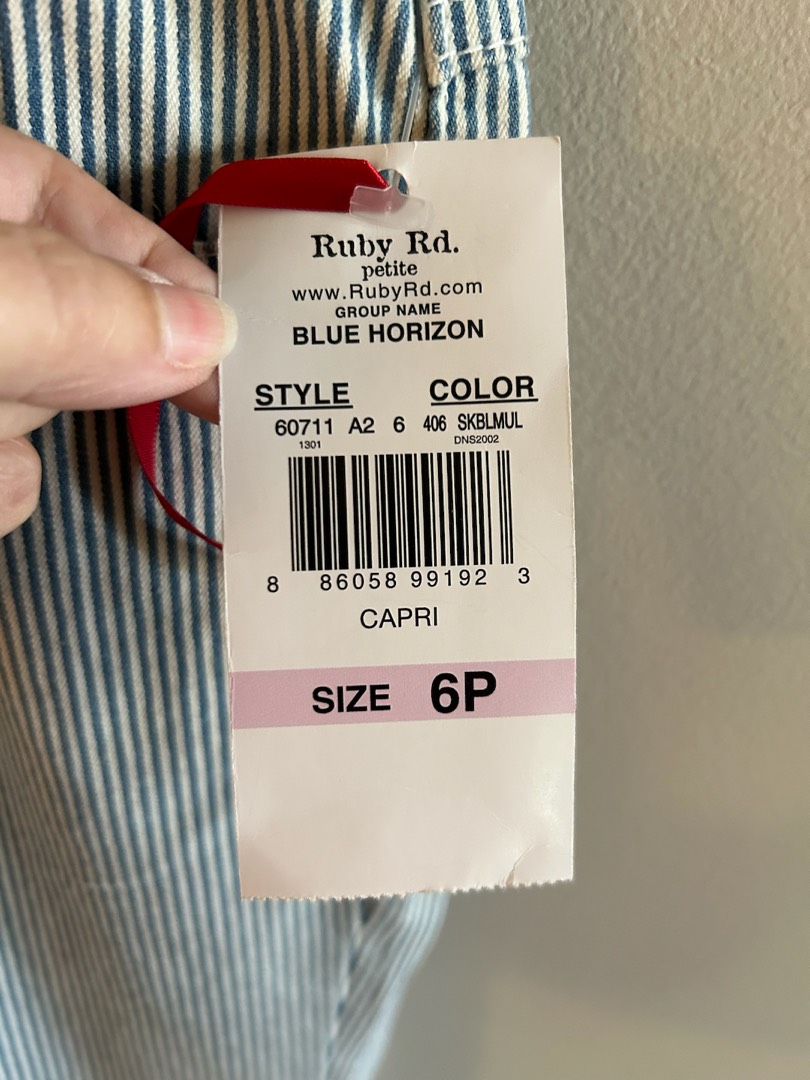 Ruby Rd.
petite
www.RubyRd.com
GROUP NAME
BLUE HORIZON
STYLE COLOR
60711 A2 6 406 SKBLMUL
1301 DNS2002
8 86058 99192 3
CAPRI
SIZE 6P